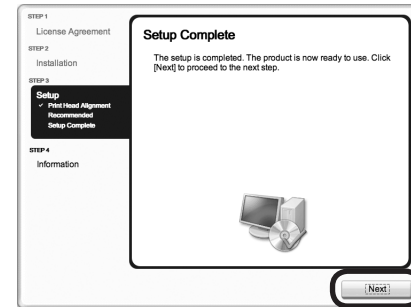 STEP 1
License Agreement
STEP 2
Installation
STEP 3
Setup
✓ Print Head Alignment
Recommended
Setup Complete
STEP 4
Information
Setup Complete
The setup is completed. The product is now ready to use. Click
[Next] to proceed to the next step.
Next